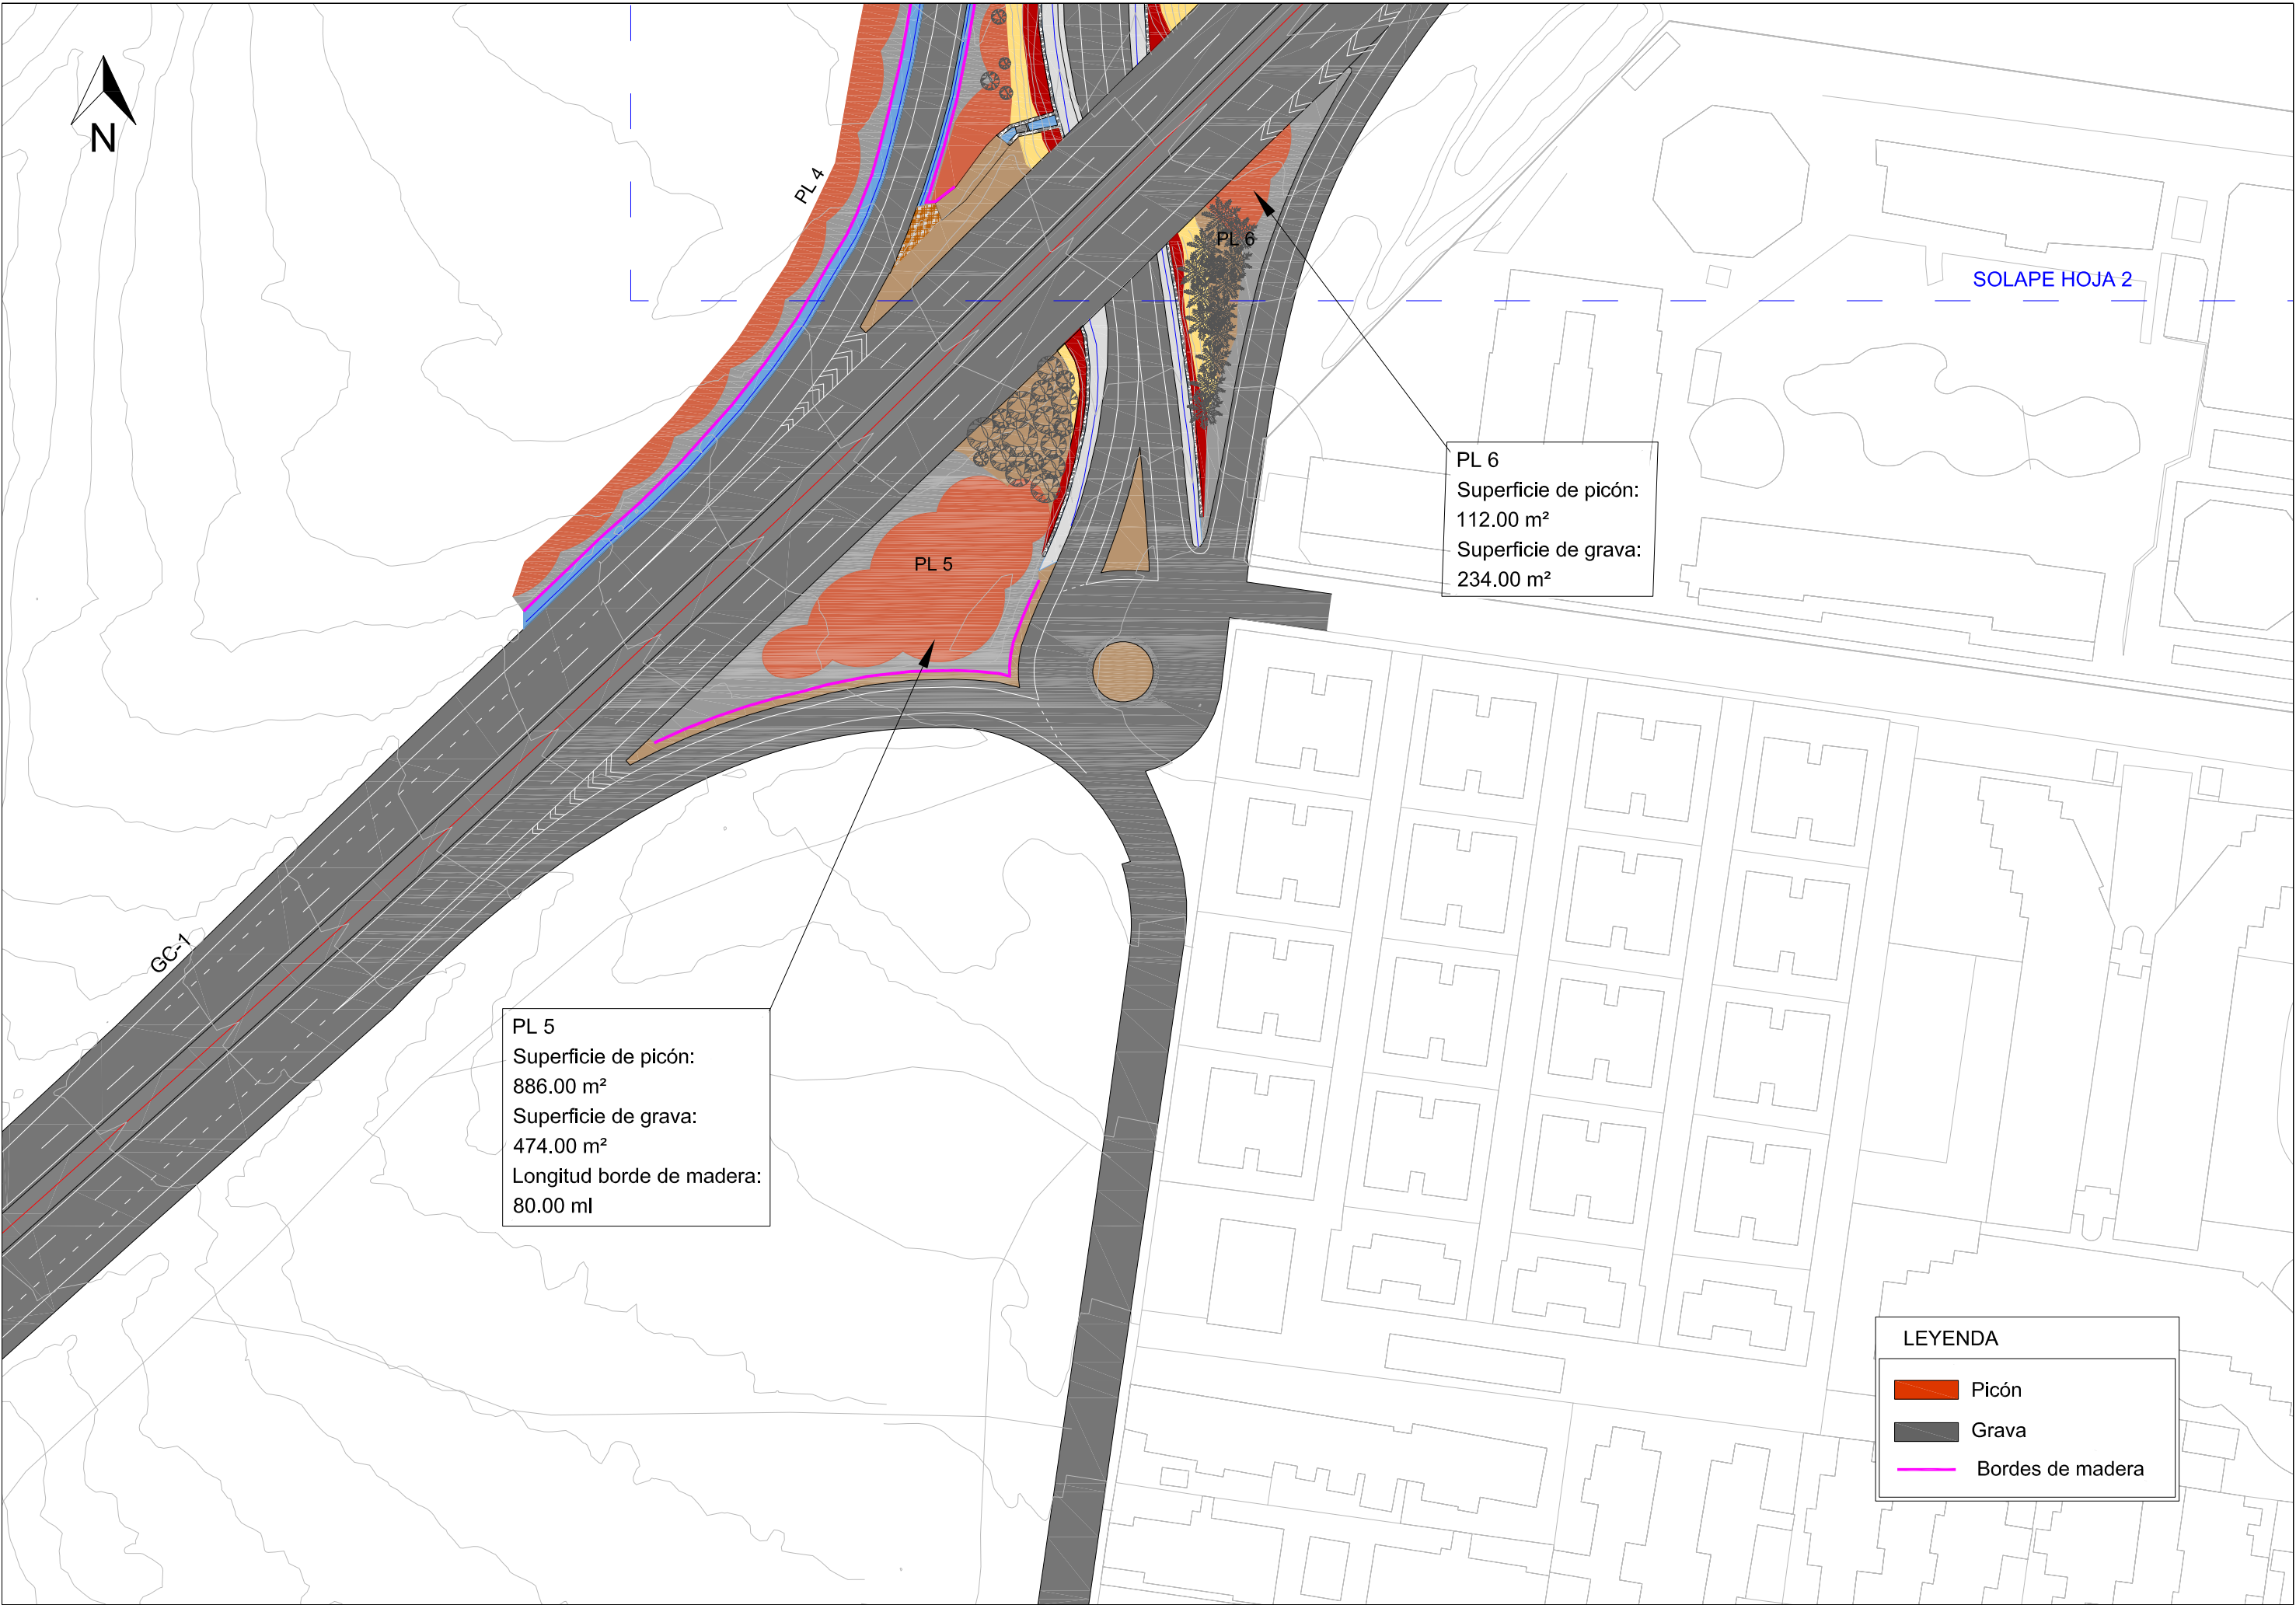 N
PL 4
PL 6
SOLAPE HOJA 2
PL 6
Superficie de picón:
112.00 m²
Superficie de grava:
234.00 m²
PL 5
GC-1
PL 5
Superficie de picón:
886.00 m²
Superficie de grava:
474.00 m²
Longitud borde de madera:
80.00 ml
LEYENDA
Picón
Grava
Bordes de madera